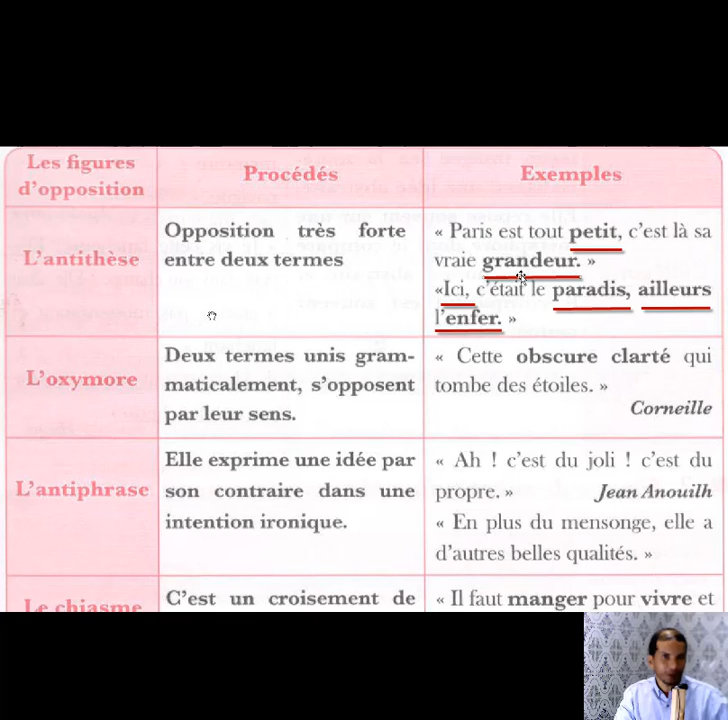 Les figures
d'opposition
Procédés
Exemples
L'antithèse
Opposition très forte
entre deux termes
« Paris est tout petit, c'est là sa
vraie grandeur. »
«Ici, c'était le paradis, ailleurs
l'enfer. »
L'oxymore
Deux termes unis gram-
maticalement, s'opposent
par leur sens.
« Cette obscure clarté qui
tombe des étoiles. »
Corneille
L'antiphrase
Elle exprime une idée par
son contraire dans une
intention ironique.
« Ah ! c'est du joli ! c'est du
propre. » Jean Anouilh
« En plus du mensonge, elle a
d'autres belles qualités. »
Le chiasme
C'est un croisement de
« Il faut manger pour vivre et